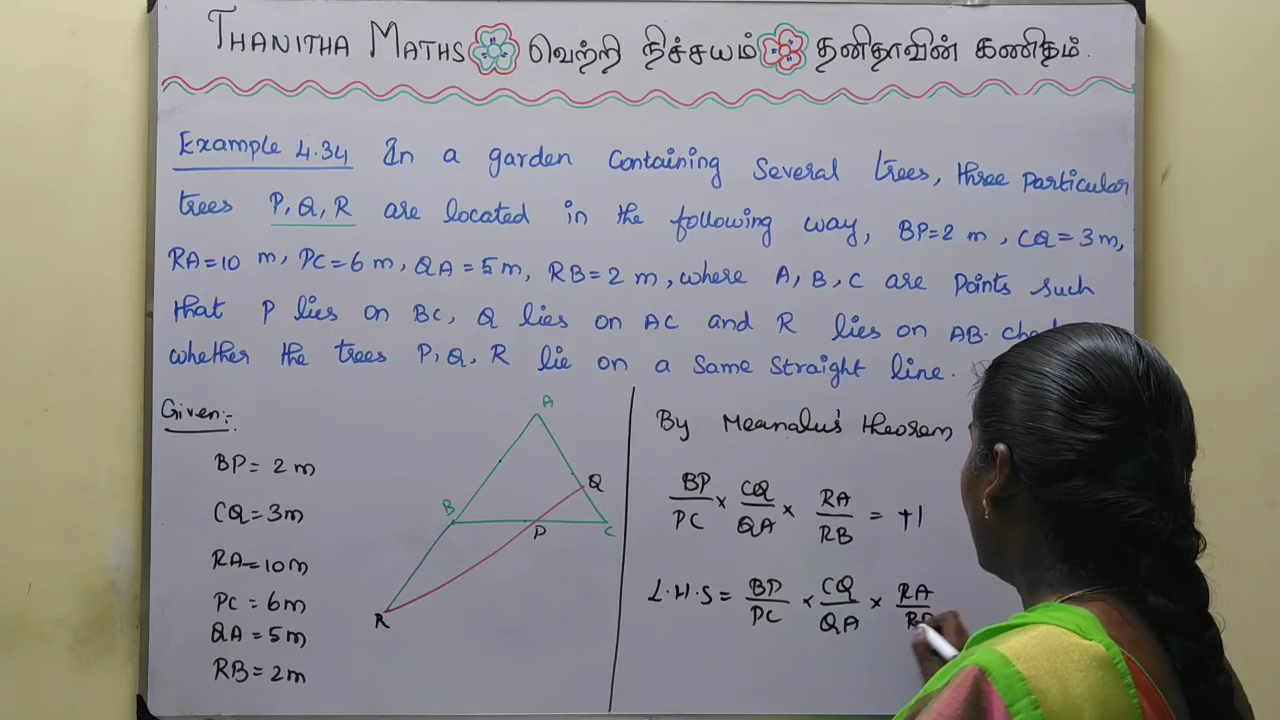 THANITHA MATHS வெற்றி நிச்சயம் தனிதாவின் கணிதம்.
Example 4.34 In a garden Containing Several trees, three particular
trees P, Q, R are located in the following way, BP=2 m, CQ=3m,
RA=10 m, PC=6 m, QA=5m, RB=2 m, where A, B, C are points such
that P lies on BC, Q lies on AC and R lies on AB.
whether the trees P, Q, R lie on a Same Straight line.
Given:-
BP= 2 m
CQ=3m
RA=10m
PC = 6m
QA=5m
RB=2m
A
B
Q
P
C
R
By Meanalu's theorem
BP/PC × CQ/QA × RA/RB = +1
L.H.S = BP/PC × CQ/QA × RA